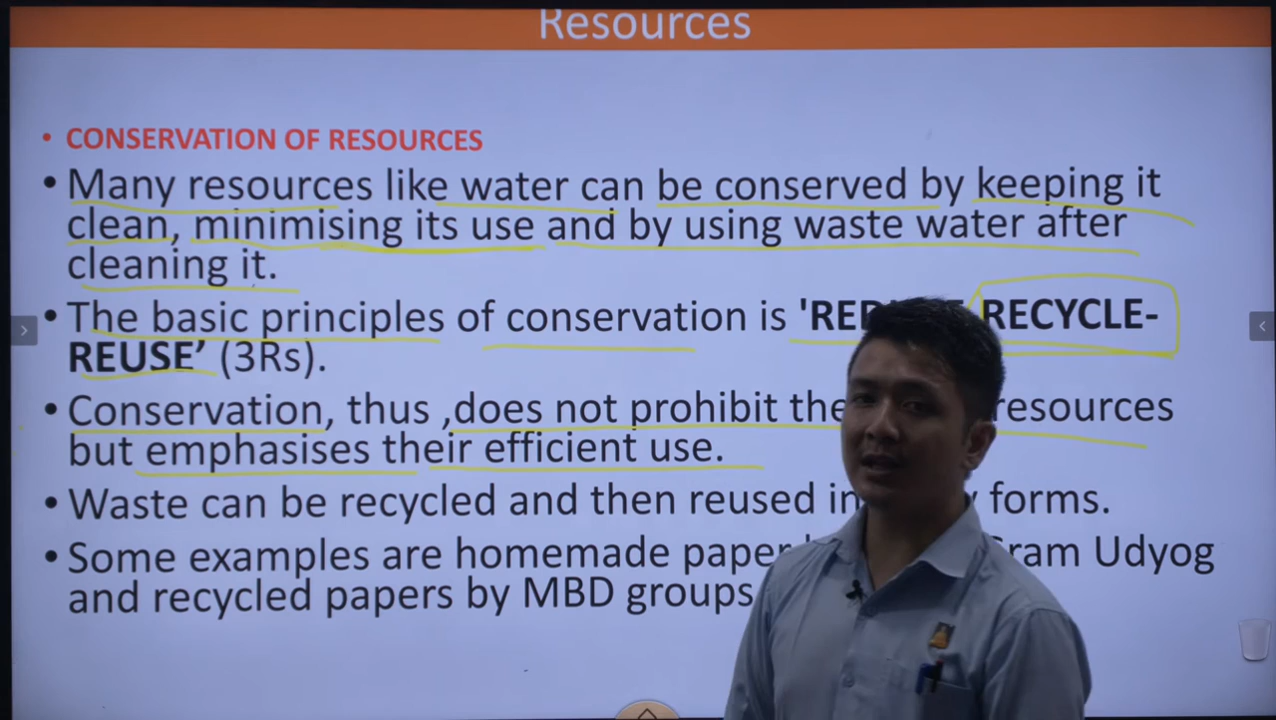 Resources
• CONSERVATION OF RESOURCES
• Many resources like water can be conserved by keeping it
clean, minimising its use and by using waste water after
cleaning it.
• The basic principles of conservation is 'RE RECYCLE-
REUSE’ (3Rs).
• Conservation, thus ,does not prohibit the resources
but emphasises their efficient use.
• Waste can be recycled and then reused in forms.
• Some examples are homemade paper Gram Udyog
and recycled papers by MBD groups